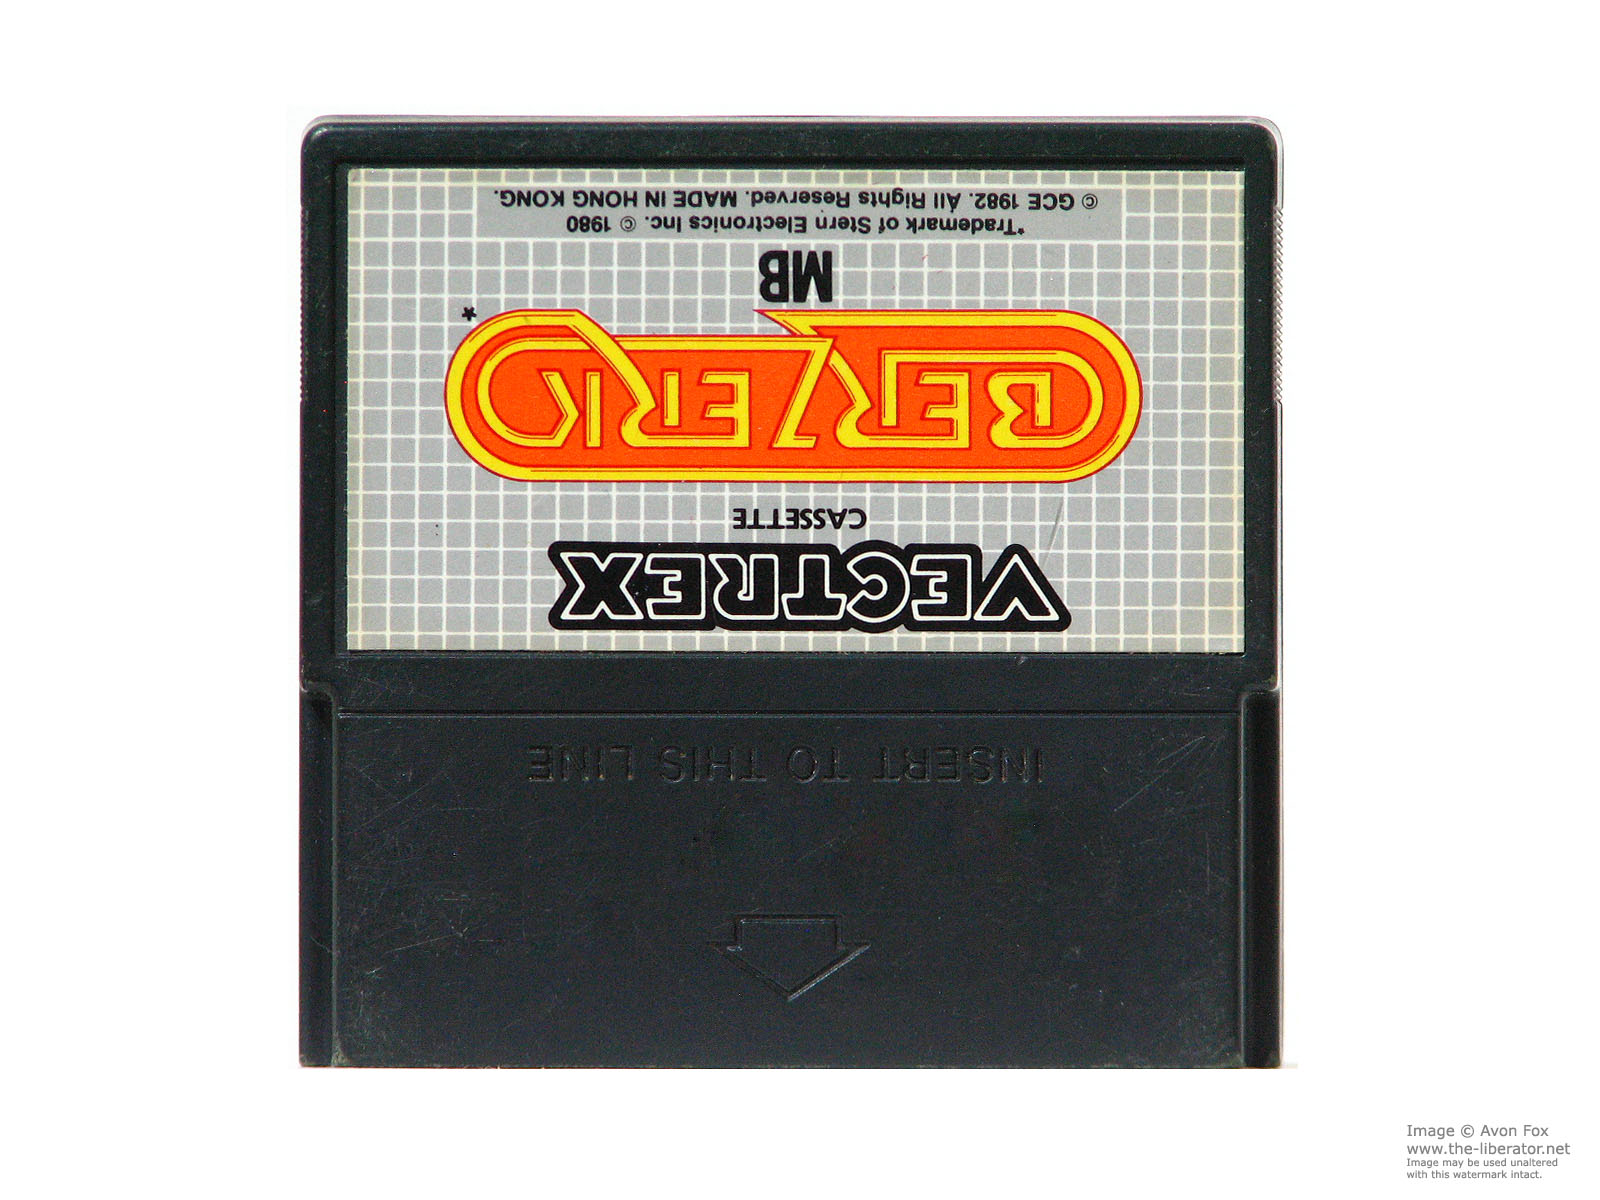 INSERT TO THIS LINE
VECTREX
CASSETTE
BERZERK*
MB
*Trademark of Stern Electronics Inc. © 1980
© GCE 1982. All Rights Reserved. MADE IN HONG KONG.
Image © Avon Fox
www.the-liberator.net
Image may be used unaltered
with this watermark intact.